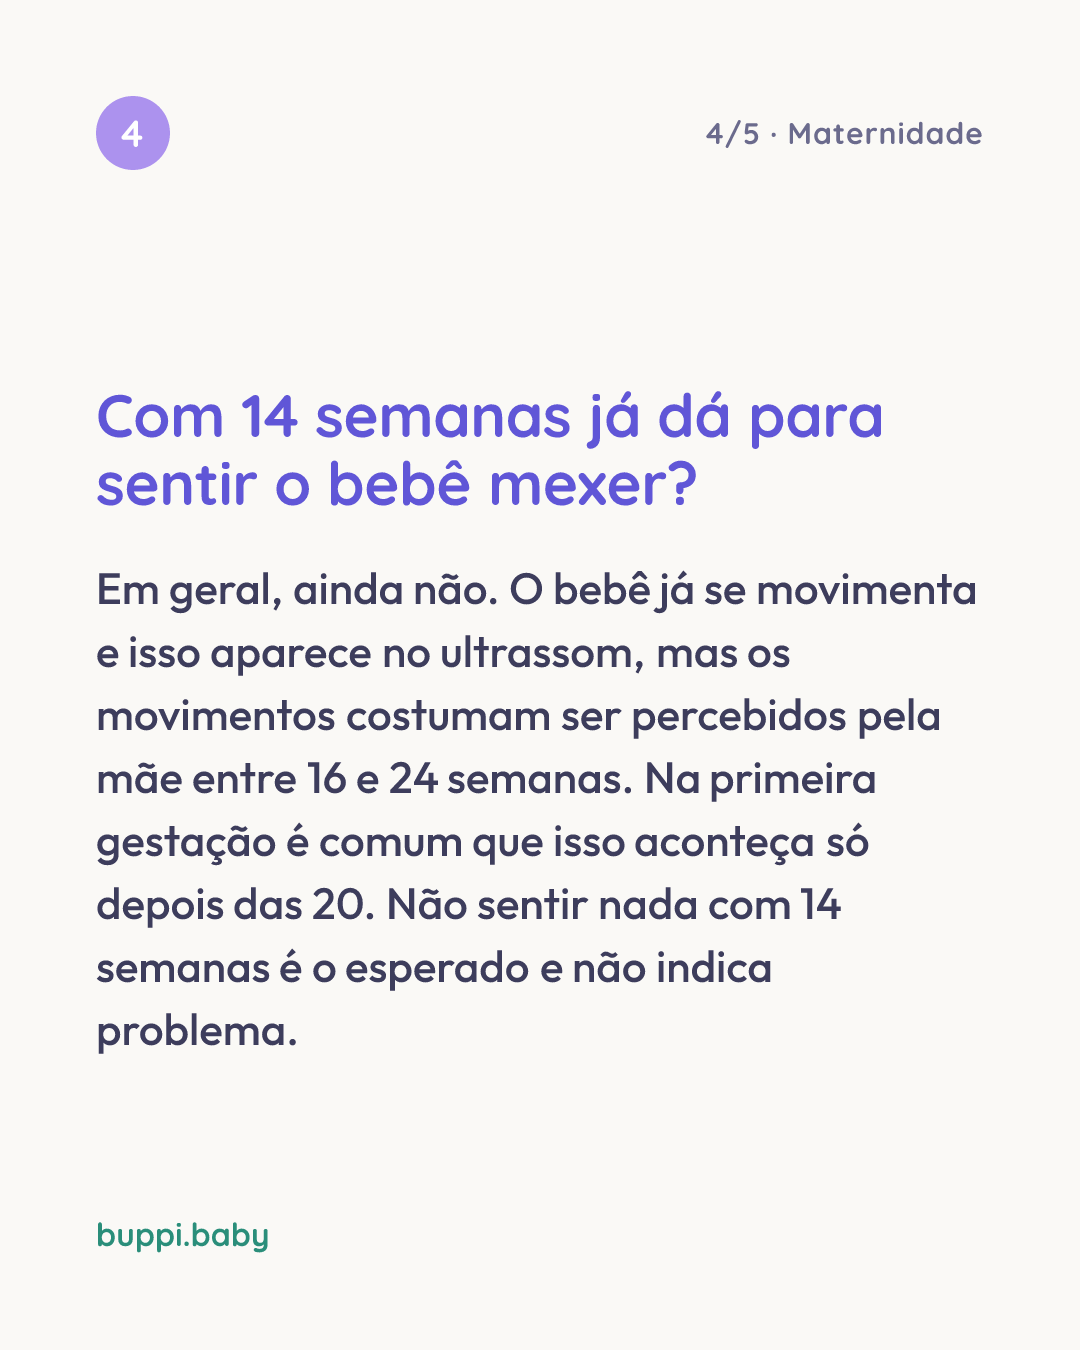 4
4/5 · Maternidade
Com 14 semanas já dá para
sentir o bebê mexer?
Em geral, ainda não. O bebê já se movimenta
e isso aparece no ultrassom, mas os
movimentos costumam ser percebidos pela
mãe entre 16 e 24 semanas. Na primeira
gestação é comum que isso aconteça só
depois das 20. Não sentir nada com 14
semanas é o esperado e não indica
problema.
buppi.baby